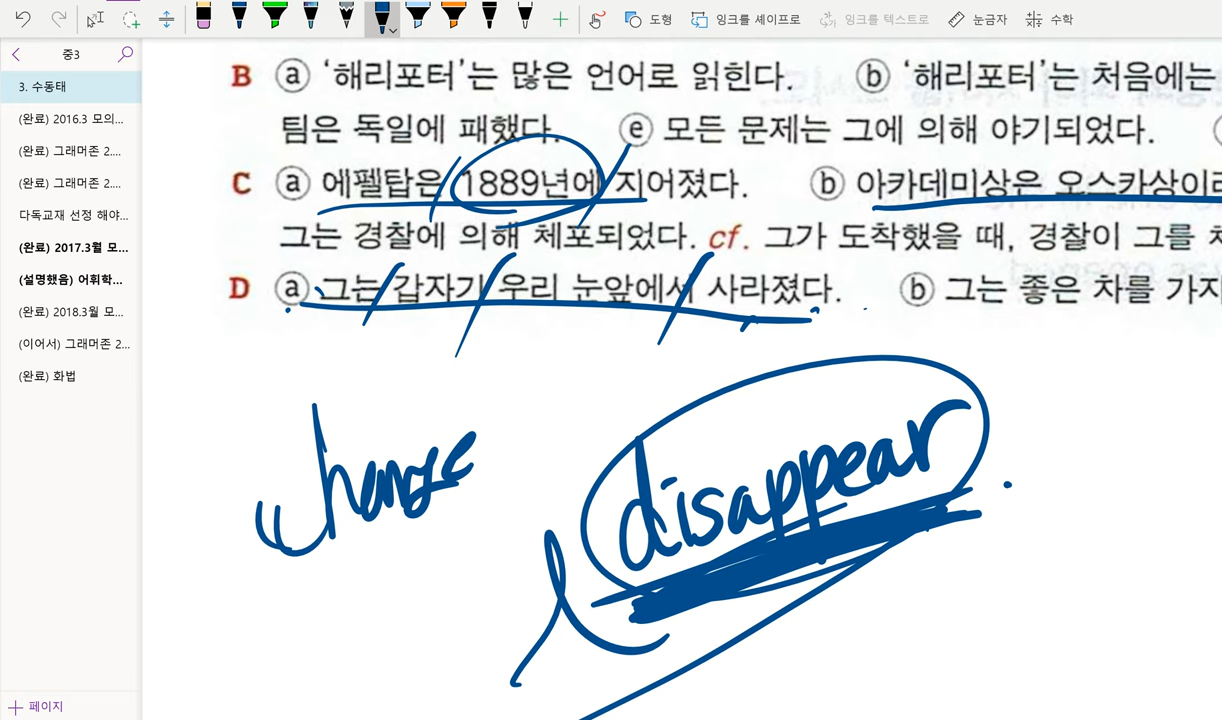 도형
잉크를 셰이프로
잉크를 텍스트로
눈금자
수학
중3
3. 수동태
(완료) 2016.3 모의...
(완료) 그래머존 2....
(완료) 그래머존 2....
다독교재 선정 해야...
(완료) 2017.3월 모...
(설명했음) 어휘학...
(완료) 2018.3월 모...
(이어서) 그래머존 2...
(완료) 화법
페이지
B ⓐ ‘해리포터’는 많은 언어로 읽힌다. ⓑ ‘해리포터’는 처음에는
팀은 독일에 패했다. ⓔ 모든 문제는 그에 의해 야기되었다.
C ⓐ 에펠탑은 1889년에 지어졌다. ⓑ 아카데미상은 오스카상이라
그는 경찰에 의해 체포되었다. cf. 그가 도착했을 때, 경찰이 그를
D ⓐ 그는 갑자기 우리 눈앞에서 사라졌다. ⓑ 그는 좋은 차를 가지
disappear